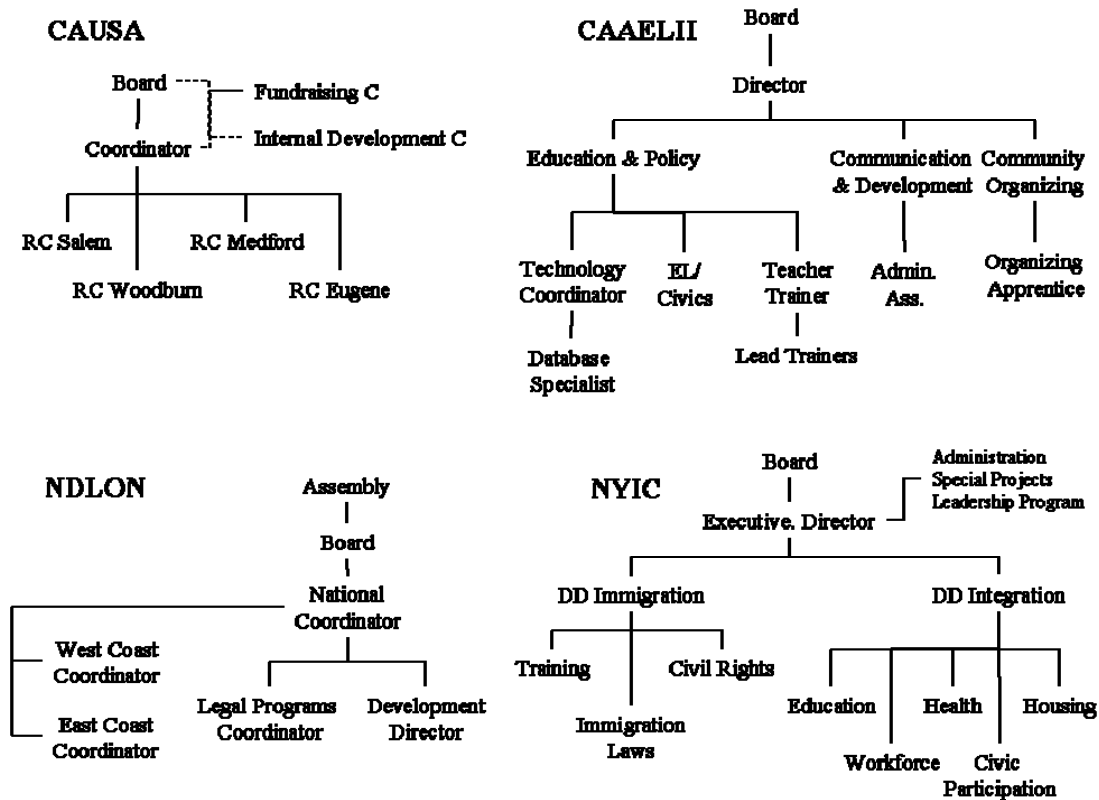 CAUSA
Board
Fundraising C
Internal Development C
Coordinator
RC Salem
RC Medford
RC Woodburn
RC Eugene
CAAELII
Board
Director
Education & Policy
Communication
& Development
Community
Organizing
Technology
Coordinator
EL/
Civics
Teacher
Trainer
Admin.
Ass.
Organizing
Apprentice
Database
Specialist
Lead Trainers
NDLON
Assembly
Board
National
Coordinator
West Coast
Coordinator
East Coast
Coordinator
Legal Programs
Coordinator
Development
Director
NYIC
Board
Executive. Director
Administration
Special Projects
Leadership Program
DD Immigration
DD Integration
Training
Civil Rights
Immigration
Laws
Education
Health
Housing
Workforce
Civic
Participation